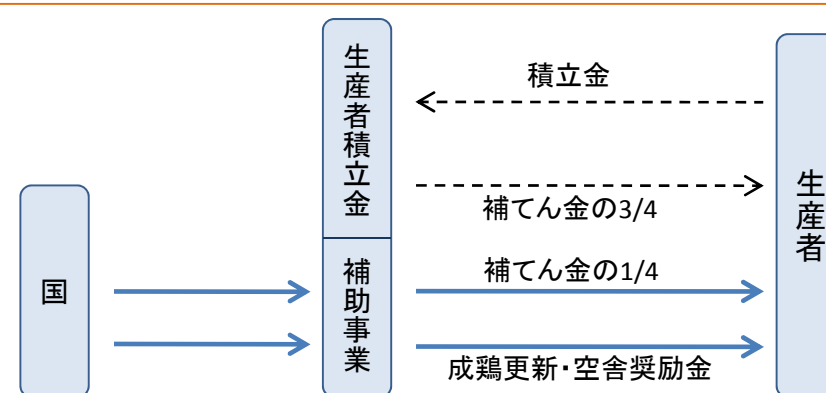 国
生産者積立金
補助事業
積立金
補てん金の3/4
補てん金の1/4
成鶏更新・空舎奨励金
生産者